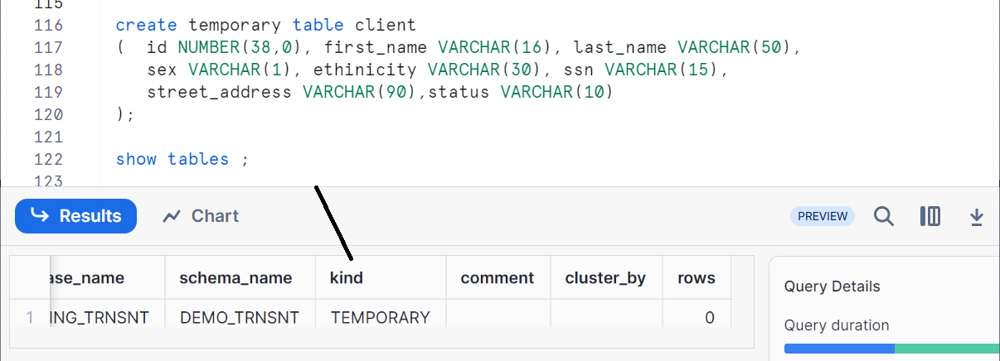 115
116 create temporary table client
117 ( id NUMBER(38,0), first_name VARCHAR(16), last_name VARCHAR(50),
118 sex VARCHAR(1), ethinicity VARCHAR(30), ssn VARCHAR(15),
119 street_address VARCHAR(90),status VARCHAR(10)
120 );
121
122 show tables ;
123
Results Chart PREVIEW
ase_name schema_name kind comment cluster_by rows
1 ING_TRNSNT DEMO_TRNSNT TEMPORARY 0
Query Details
Query duration